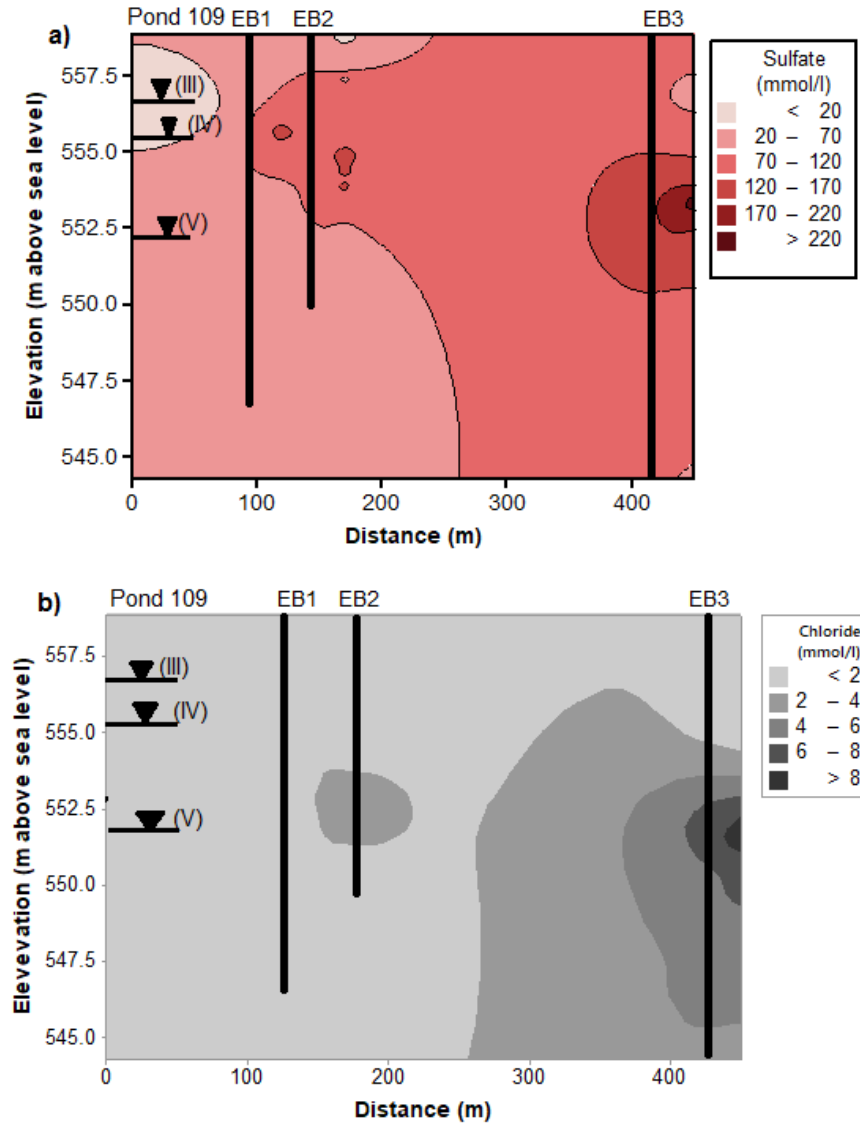 Pond 109 EB1 EB2 EB3
a)
557.5
555.0
552.5
550.0
547.5
545.0
Elevation (m above sea level)
(III)
(IV)
(V)
0 100 200 300 400
Distance (m)
Sulfate
(mmol/l)
< 20
20 – 70
70 – 120
120 – 170
170 – 220
> 220
b) Pond 109 EB1 EB2 EB3
557.5
555.0
552.5
550.0
547.5
545.0
Elevevation (m above sea level)
(III)
(IV)
(V)
0 100 200 300 400
Distance (m)
Chloride
(mmol/l)
< 2
2 – 4
4 – 6
6 – 8
> 8